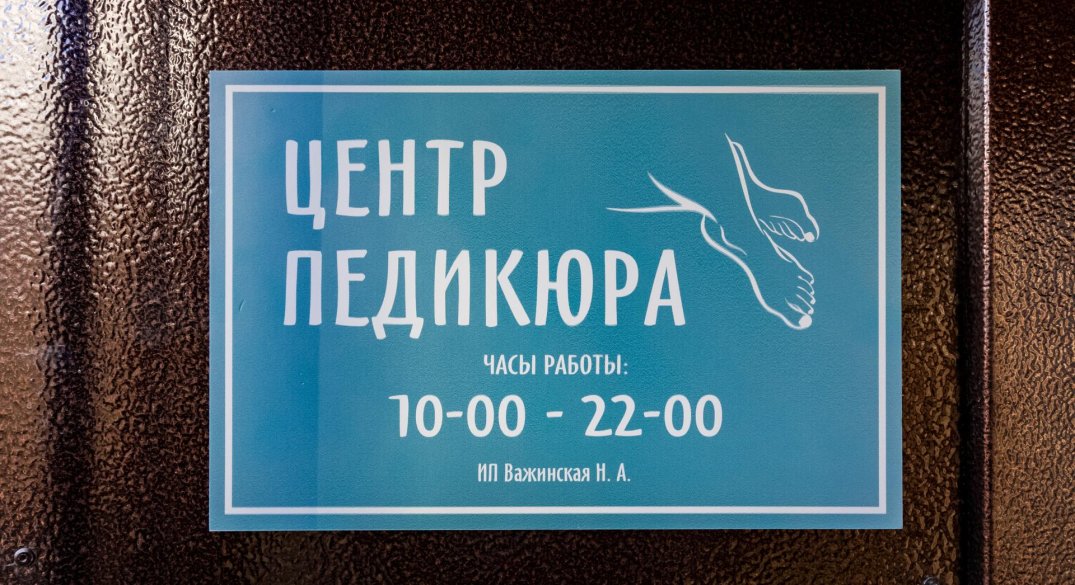 ЦЕНТР
ПЕДИКЮРА
ЧАСЫ РАБОТЫ:
10-00 - 22-00
ИП Важинская Н. А.